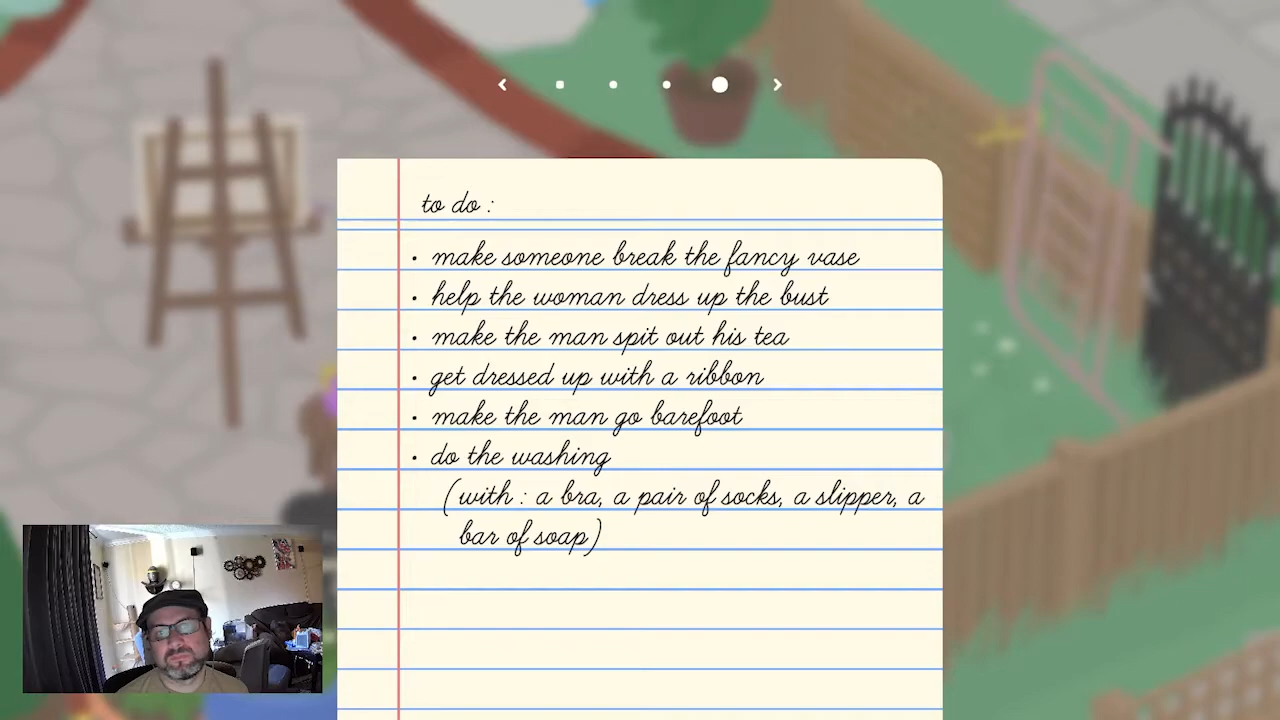 to do :
• make someone break the fancy vase
• help the woman dress up the bust
• make the man spit out his tea
• get dressed up with a ribbon
• make the man go barefoot
• do the washing
(with : a bra, a pair of socks, a slipper, a
bar of soap)